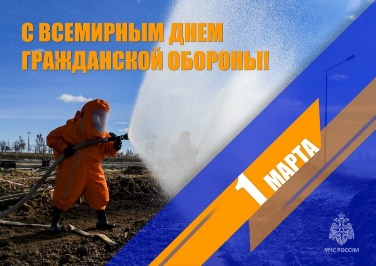 С ВСЕМИРНЫМ ДНЕМ
ГРАЖДАНСКОЙ ОБОРОНЫ!
1 МАРТА
МЧС РОССИИ